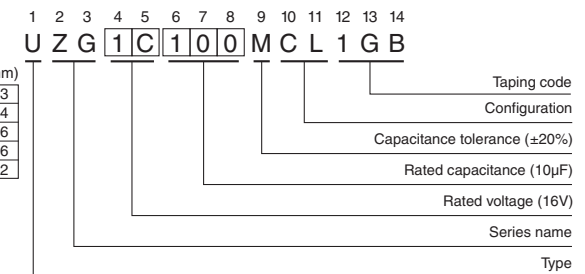 1 2 3 4 5 6 7 8 9 10 11 12 13 14
U Z G 1 C 1 0 0 M C L 1 G B
m)
3
4
6
6
2
Taping code
Configuration
Capacitance tolerance (±20%)
Rated capacitance (10µF)
Rated voltage (16V)
Series name
Type